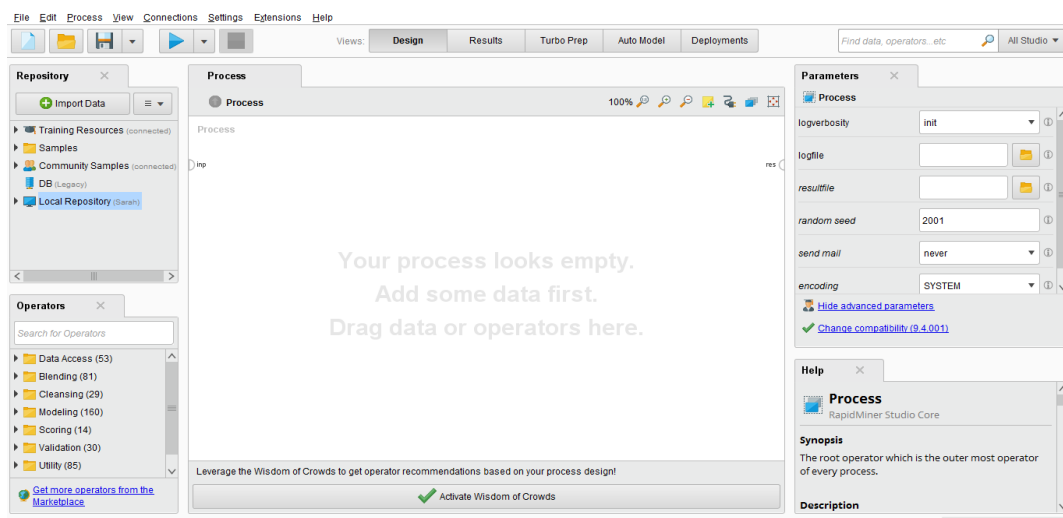 File Edit Process View Connections Settings Extensions Help
Views: Design Results Turbo Prep Auto Model Deployments Find data, operators...etc All Studio
Repository
Import Data
Training Resources (connected)
Samples
Community Samples (connected)
DB (Legacy)
Local Repository (Sarah)
Operators
Search for Operators
Data Access (53)
Blending (81)
Cleansing (29)
Modeling (160)
Scoring (14)
Validation (30)
Utility (85)
Get more operators from the
Marketplace
Process
Process
100%
Process
inp
res
Your process looks empty.
Add some data first.
Drag data or operators here.
Leverage the Wisdom of Crowds to get operator recommendations based on your process design!
Activate Wisdom of Crowds
Parameters
Process
logverbosity init
logfile
resultfile
random seed 2001
send mail never
encoding SYSTEM
Hide advanced parameters
Change compatibility (9.4.001)
Help
Process
RapidMiner Studio Core
Synopsis
The root operator which is the outer most operator
of every process.
Description